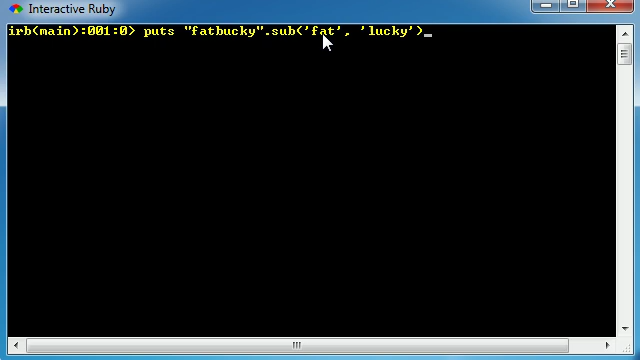 Interactive Ruby
irb(main):001:0> puts "fatbucky".sub('fat', 'lucky')_